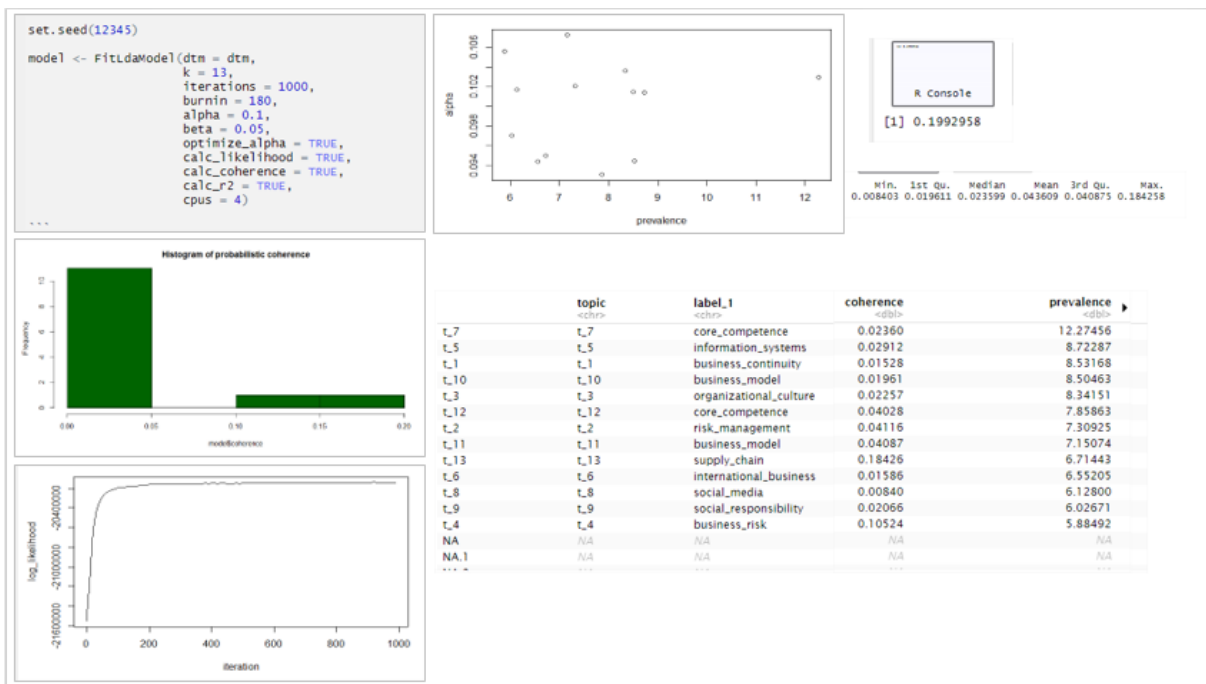 set.seed(12345)
model <- FitLdaModel(dtm = dtm,
k = 13,
iterations = 1000,
burnin = 180,
alpha = 0.1,
beta = 0.05,
optimize_alpha = TRUE,
calc_likelihood = TRUE,
calc_coherence = TRUE,
calc_r2 = TRUE,
cpus = 4)
...
alpha
0.106
0.102
0.098
0.094
6 7 8 9 10 11 12
prevalence
R Console
[1] 0.1992958
Min. 1st Qu. Median Mean 3rd Qu. Max.
0.008403 0.019611 0.023599 0.043609 0.040875 0.184258
Histogram of probabilistic coherence
Frequency
10
8
6
4
2
0
0.00 0.05 0.10 0.15 0.20
model$coherence
topic label_1 coherence prevalence
<chr> <chr> <dbl> <dbl>
t_7 t_7 core_competence 0.02360 12.27456
t_5 t_5 information_systems 0.02912 8.72287
t_1 t_1 business_continuity 0.01528 8.53168
t_10 t_10 business_model 0.01961 8.50463
t_3 t_3 organizational_culture 0.02257 8.34151
t_12 t_12 core_competence 0.04028 7.85863
t_2 t_2 risk_management 0.04116 7.30925
t_11 t_11 business_model 0.04087 7.15074
t_13 t_13 supply_chain 0.18426 6.71443
t_6 t_6 international_business 0.01586 6.55205
t_8 t_8 social_media 0.00840 6.12800
t_9 t_9 social_responsibility 0.02066 6.02671
t_4 t_4 business_risk 0.10524 5.88492
NA NA NA NA NA
NA.1 NA NA NA NA
log_likelihood
-20400000
-21000000
-21600000
0 200 400 600 800 1000
iteration